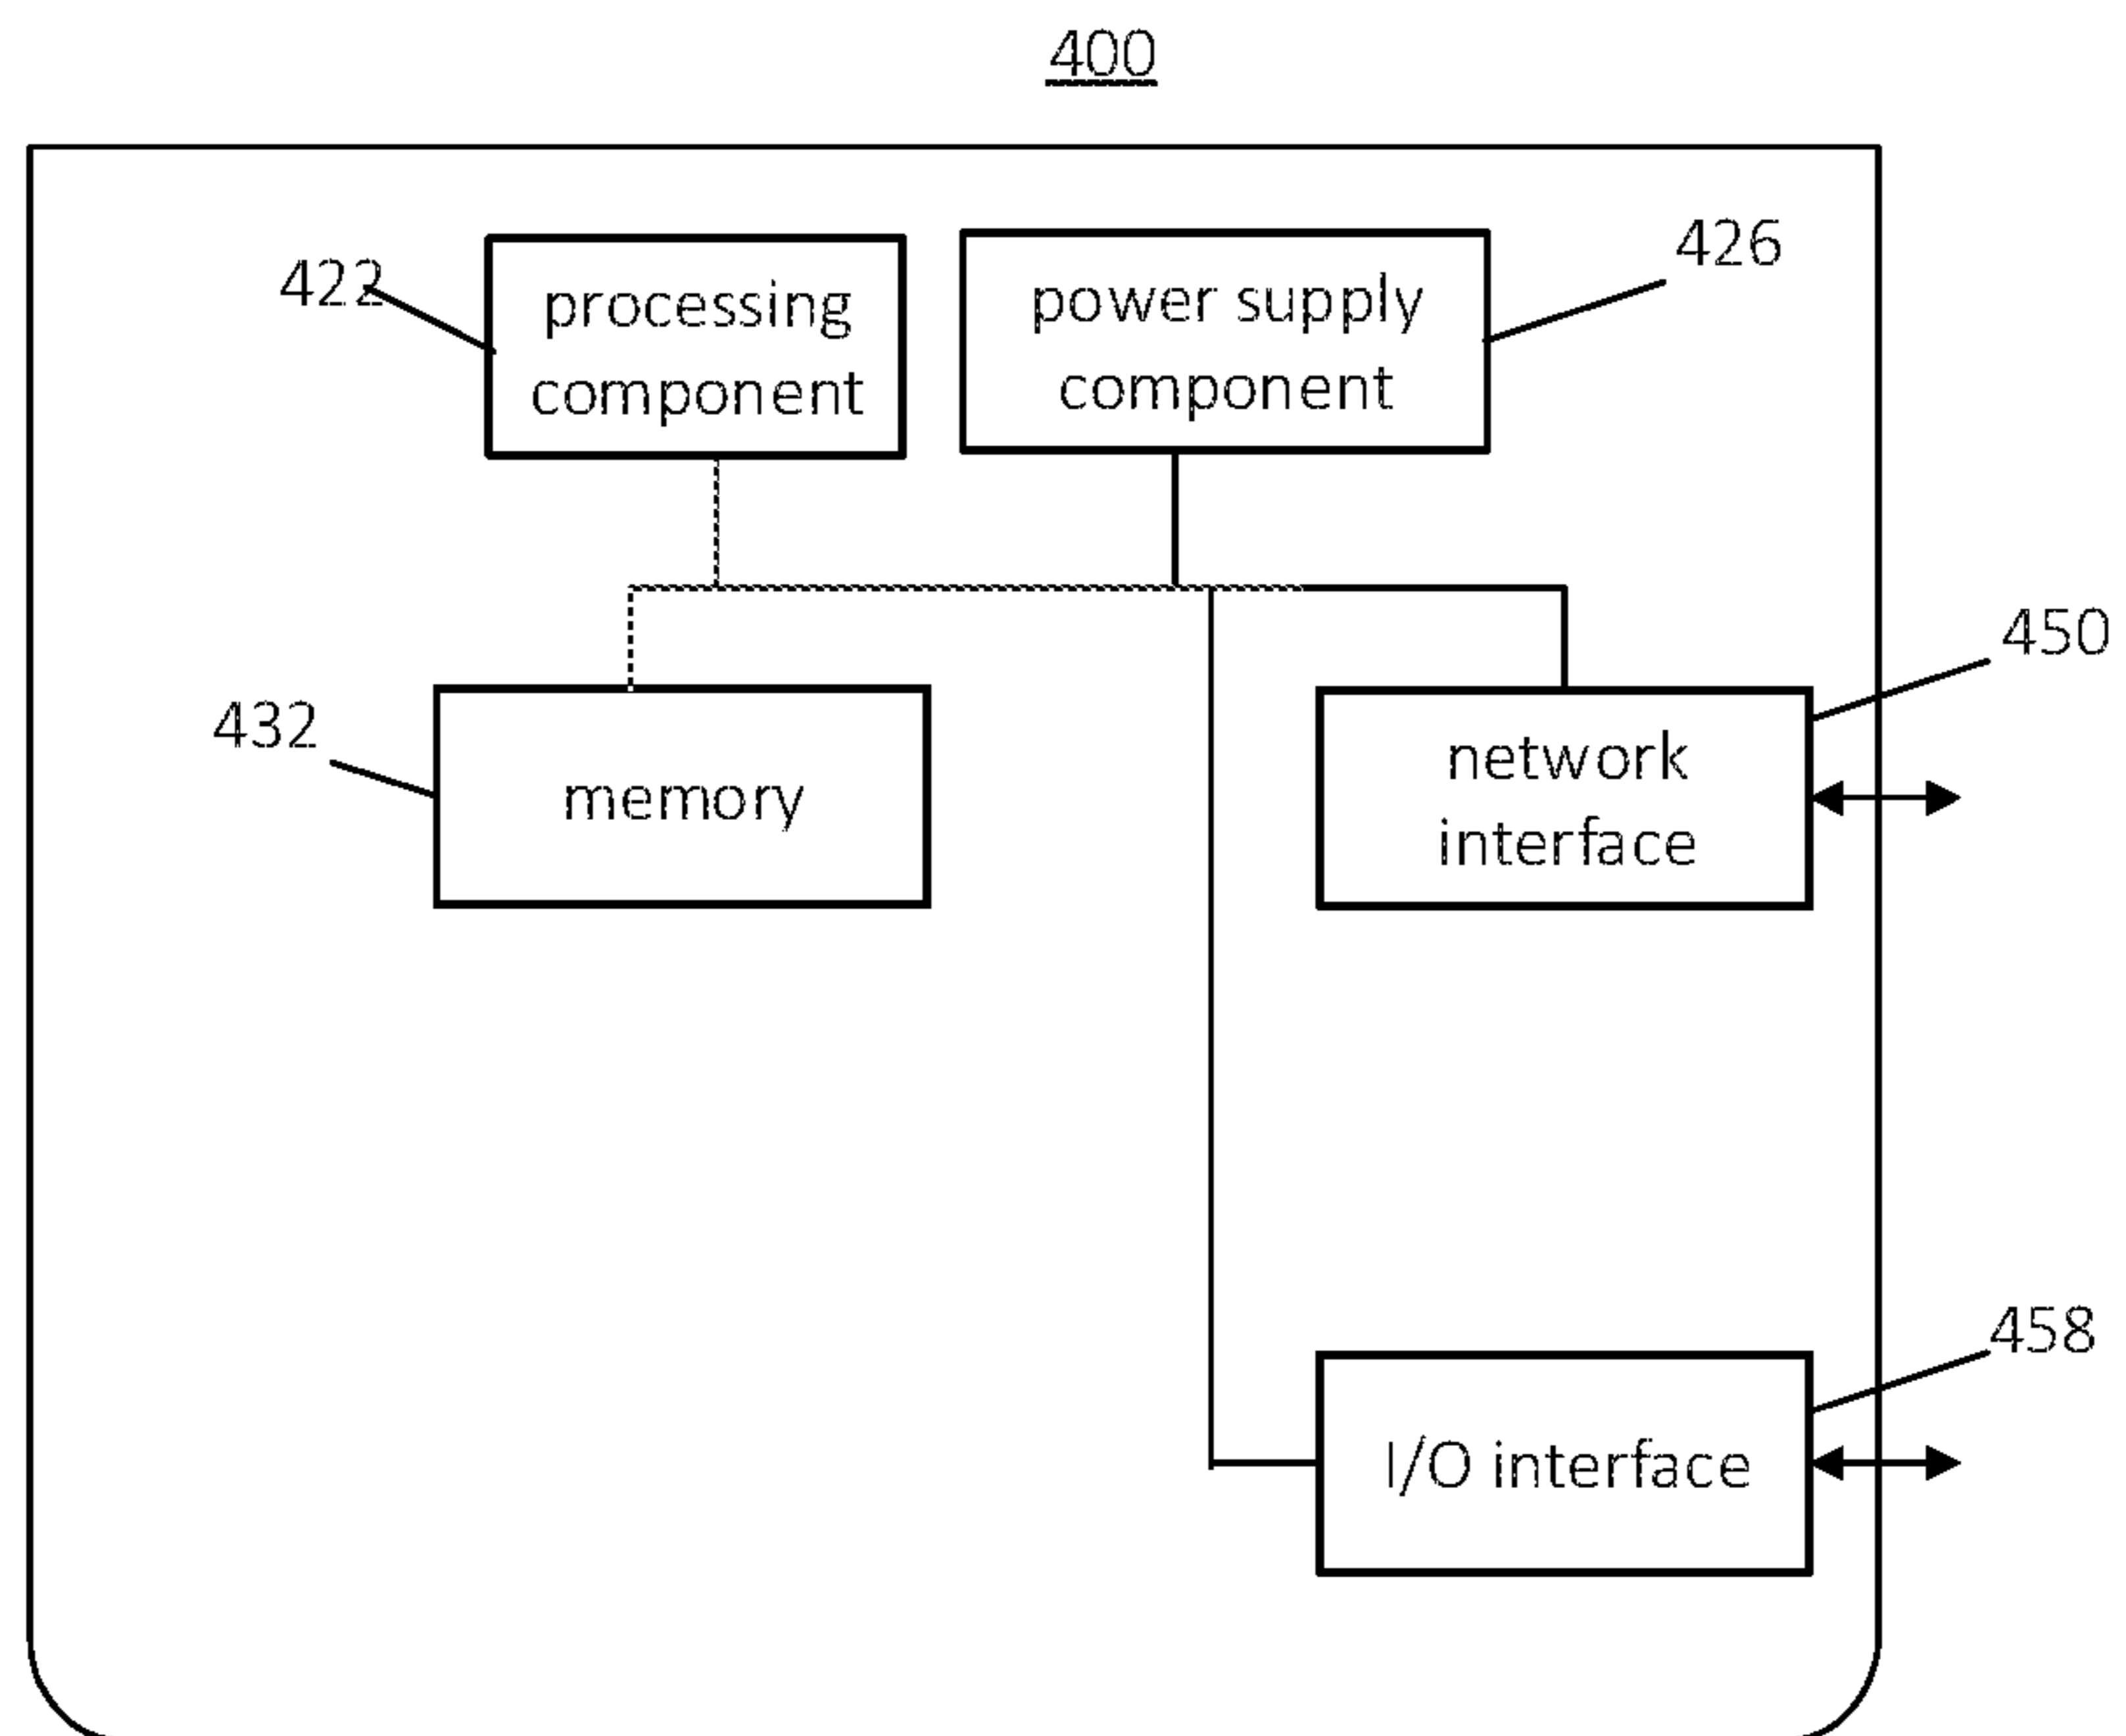 400
422
processing
component
power supply
component
426
432
memory
network
interface
450
I/O interface
458